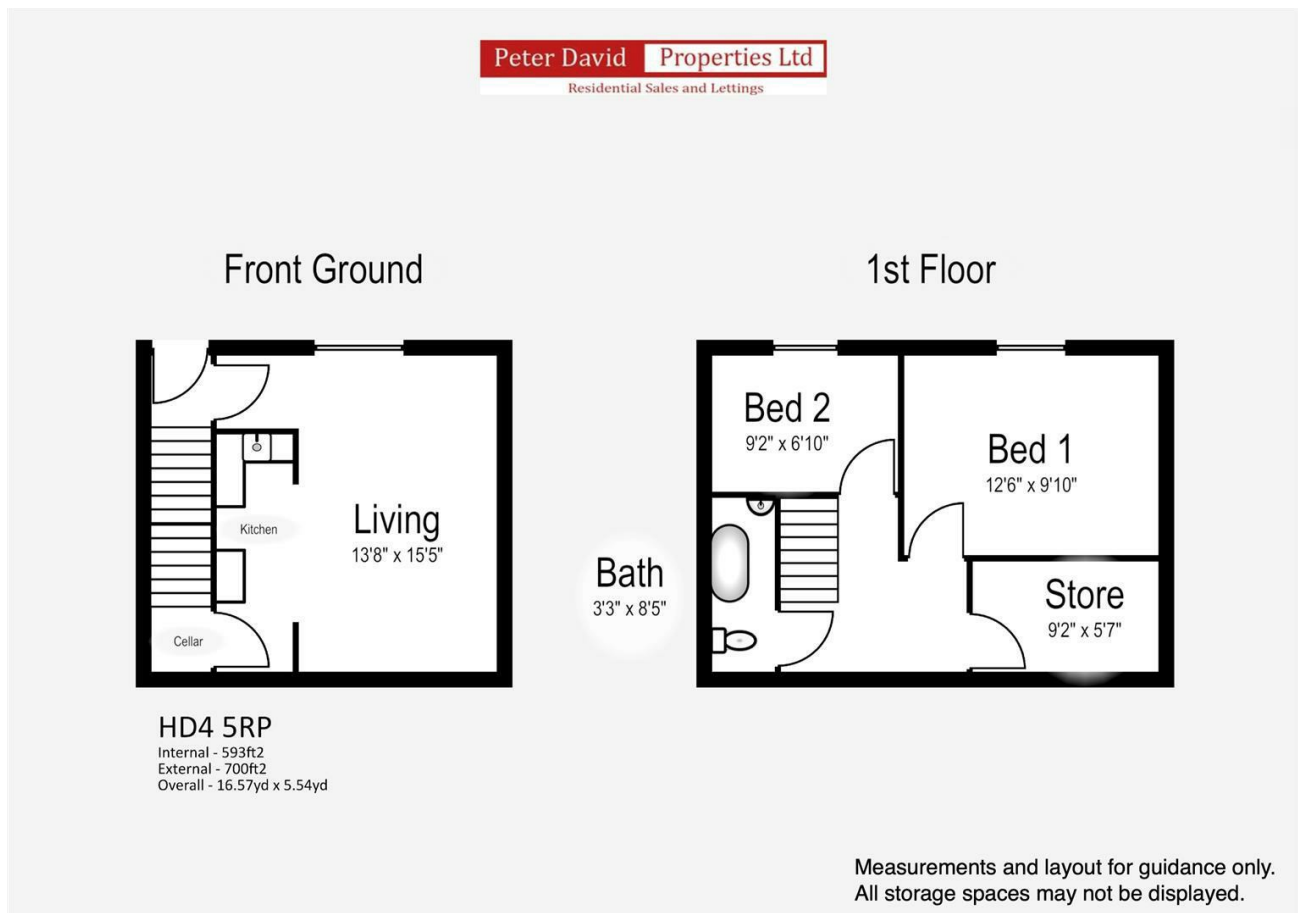 Peter David Properties Ltd
Residential Sales and Lettings
Front Ground
1st Floor
Kitchen
Living
13'8" x 15'5"
Cellar
Bed 2
9'2" x 6'10"
Bed 1
12'6" x 9'10"
Bath
3'3" x 8'5"
Store
9'2" x 5'7"
HD4 5RP
Internal - 593ft2
External - 700ft2
Overall - 16.57yd x 5.54yd
Measurements and layout for guidance only.
All storage spaces may not be displayed.